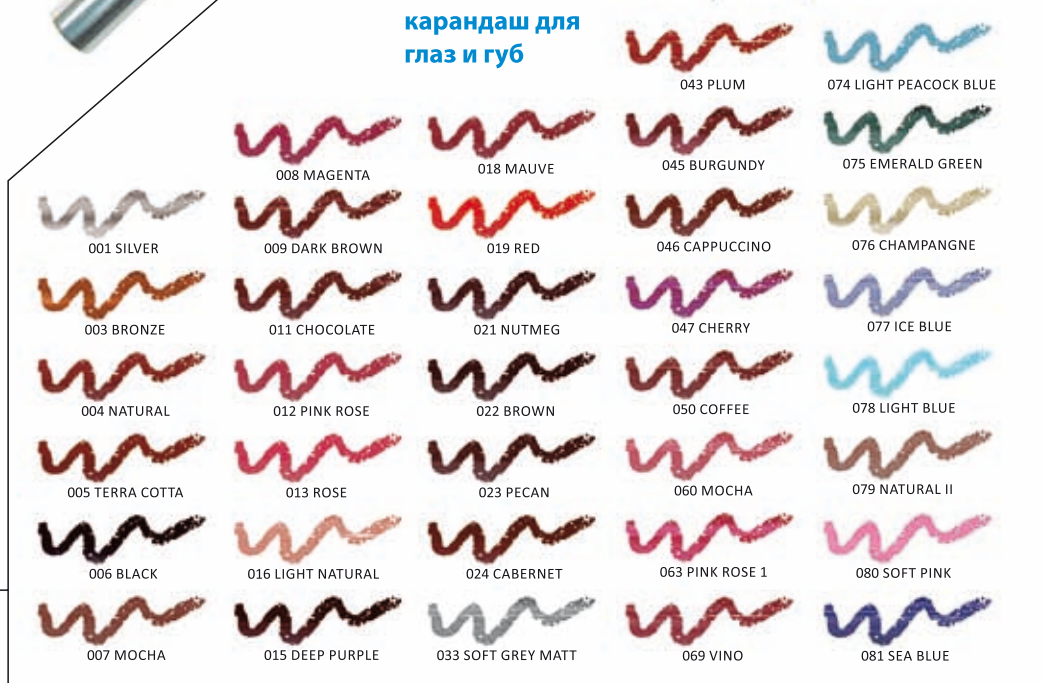 карандаш для
глаз и губ
043 PLUM
074 LIGHT PEACOCK BLUE
008 MAGENTA
018 MAUVE
045 BURGUNDY
075 EMERALD GREEN
001 SILVER
009 DARK BROWN
019 RED
046 CAPPUCCINO
076 CHAMPANGNE
003 BRONZE
011 CHOCOLATE
021 NUTMEG
047 CHERRY
077 ICE BLUE
004 NATURAL
012 PINK ROSE
022 BROWN
050 COFFEE
078 LIGHT BLUE
005 TERRA COTTA
013 ROSE
023 PECAN
060 MOCHA
079 NATURAL II
006 BLACK
016 LIGHT NATURAL
024 CABERNET
063 PINK ROSE 1
080 SOFT PINK
007 MOCHA
015 DEEP PURPLE
033 SOFT GREY MATT
069 VINO
081 SEA BLUE